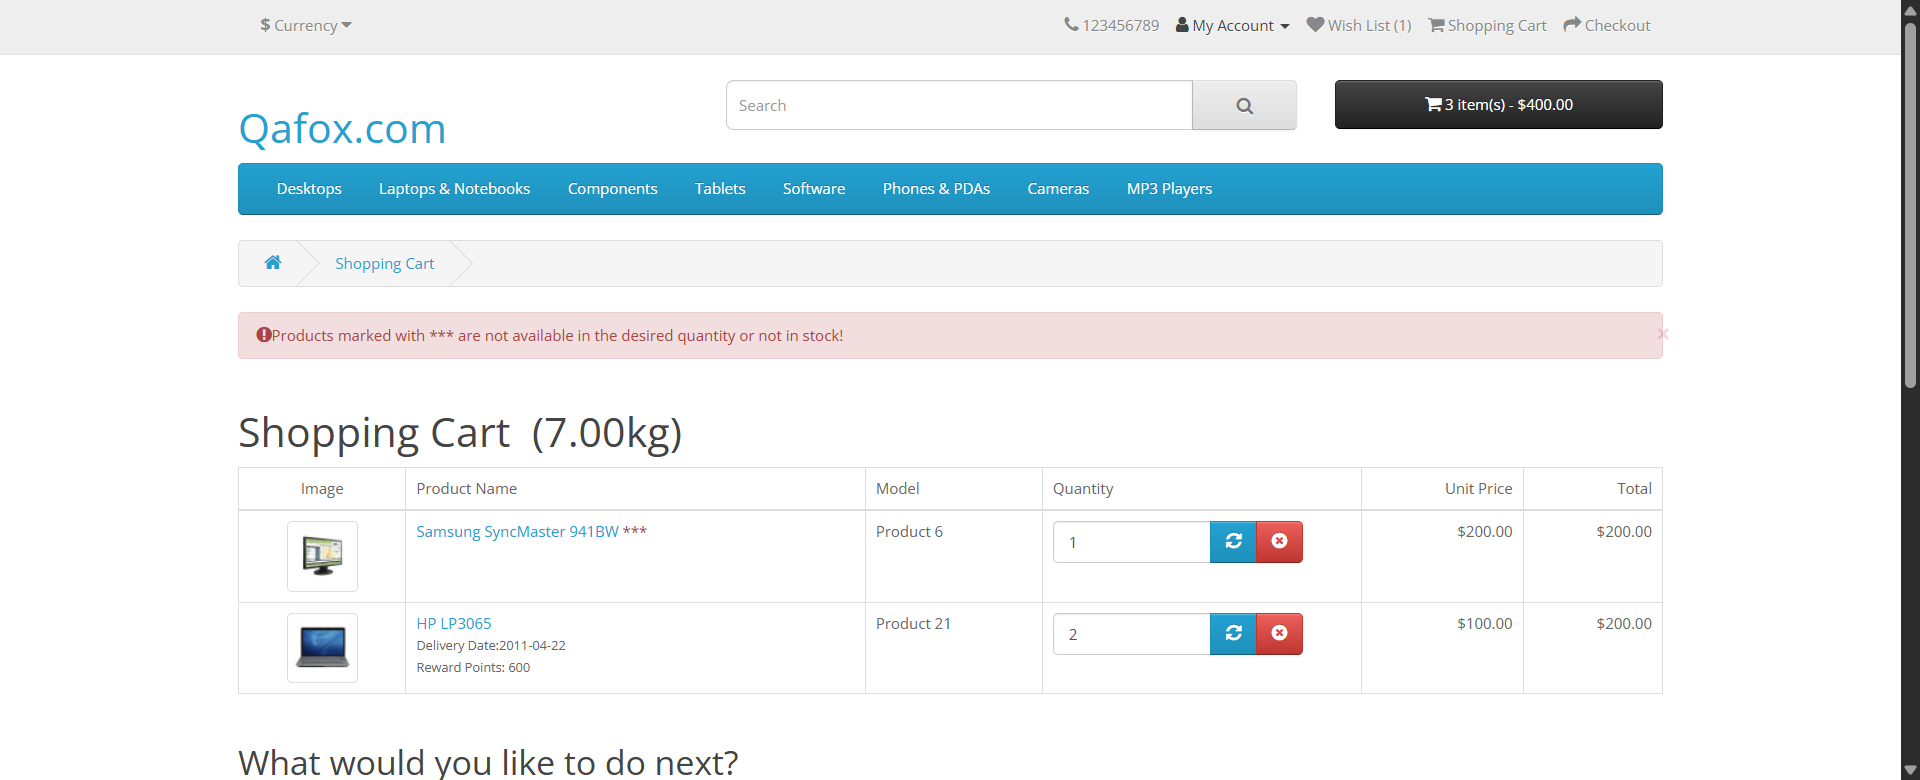 $ Currency
123456789 My Account Wish List (1) Shopping Cart Checkout
Search
3 item(s) - $400.00
Qafox.com
Desktops Laptops & Notebooks Components Tablets Software Phones & PDAs Cameras MP3 Players
Shopping Cart
Products marked with *** are not available in the desired quantity or not in stock!
×
Shopping Cart (7.00kg)
Image Product Name Model Quantity Unit Price Total
Samsung SyncMaster 941BW *** Product 6 1 $200.00 $200.00
HP LP3065 Product 21 2 $100.00 $200.00
Delivery Date:2011-04-22
Reward Points: 600
What would you like to do next?